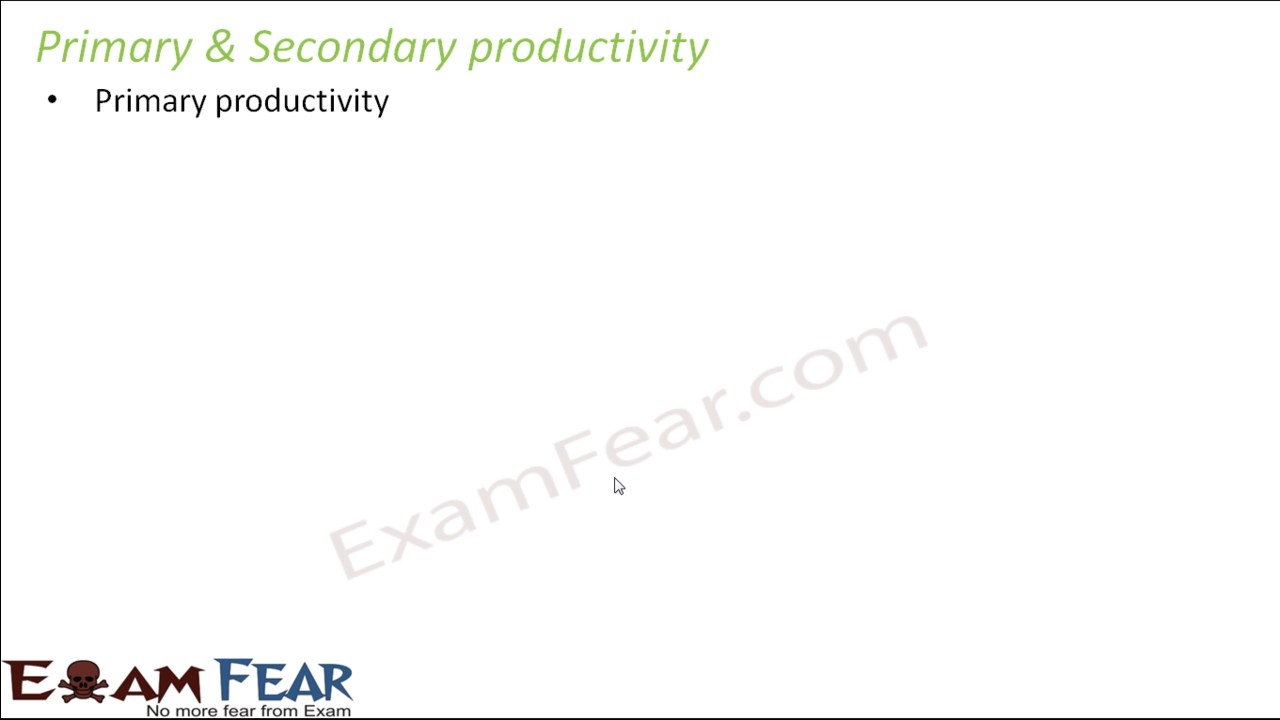 Primary & Secondary productivity
• Primary productivity
ExamFear.com
EXAM FEAR
No more fear from Exam